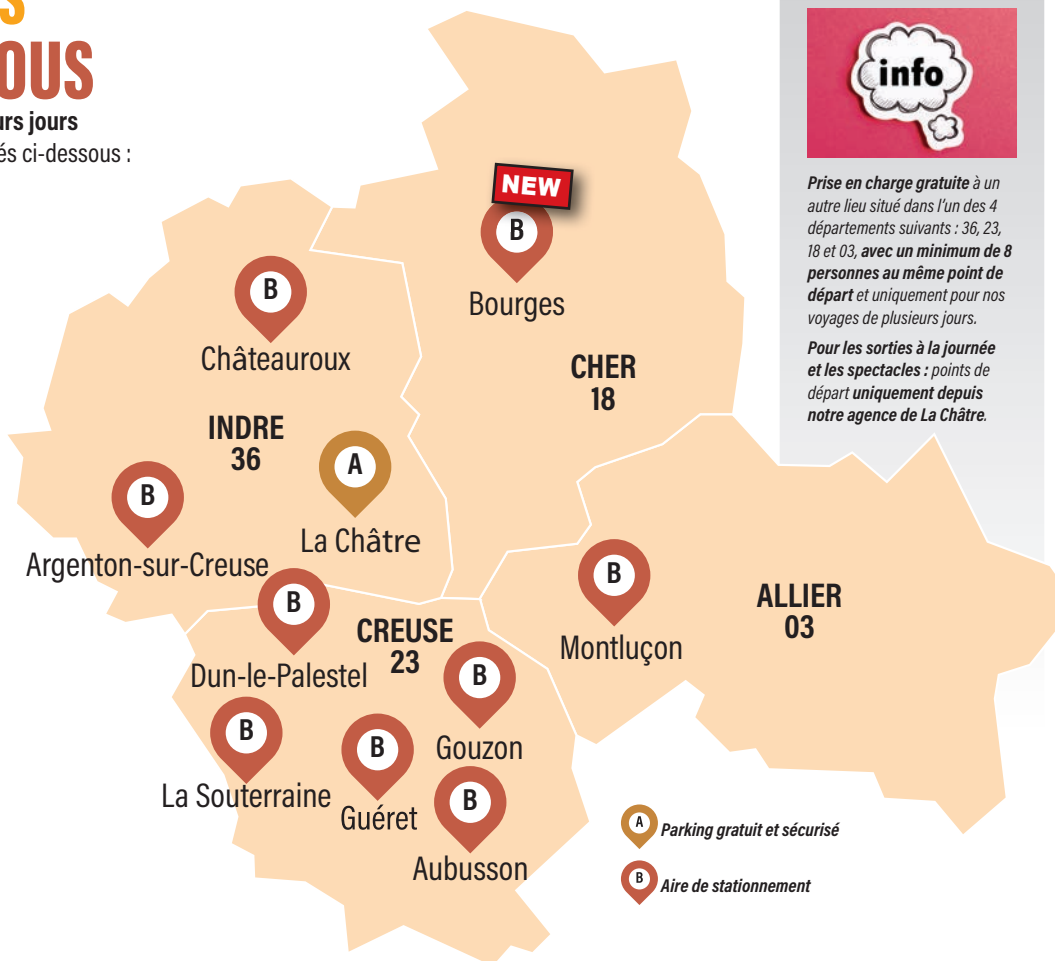 S
OUS
urs jours
és ci-dessous :
info
Prise en charge gratuite à un
autre lieu situé dans l'un des 4
départements suivants : 36, 23,
18 et 03, avec un minimum de 8
personnes au même point de
départ et uniquement pour nos
voyages de plusieurs jours.
Pour les sorties à la journée
et les spectacles : points de
départ uniquement depuis
notre agence de La Châtre.
NEW
B
Bourges
B
Châteauroux
CHER
18
INDRE
36
A
La Châtre
B
Argenton-sur-Creuse
B
Dun-le-Palestel
CREUSE
23
B
Montluçon
ALLIER
03
B
Gouzon
B
La Souterraine
B
Guéret
B
Aubusson
A Parking gratuit et sécurisé
B Aire de stationnement